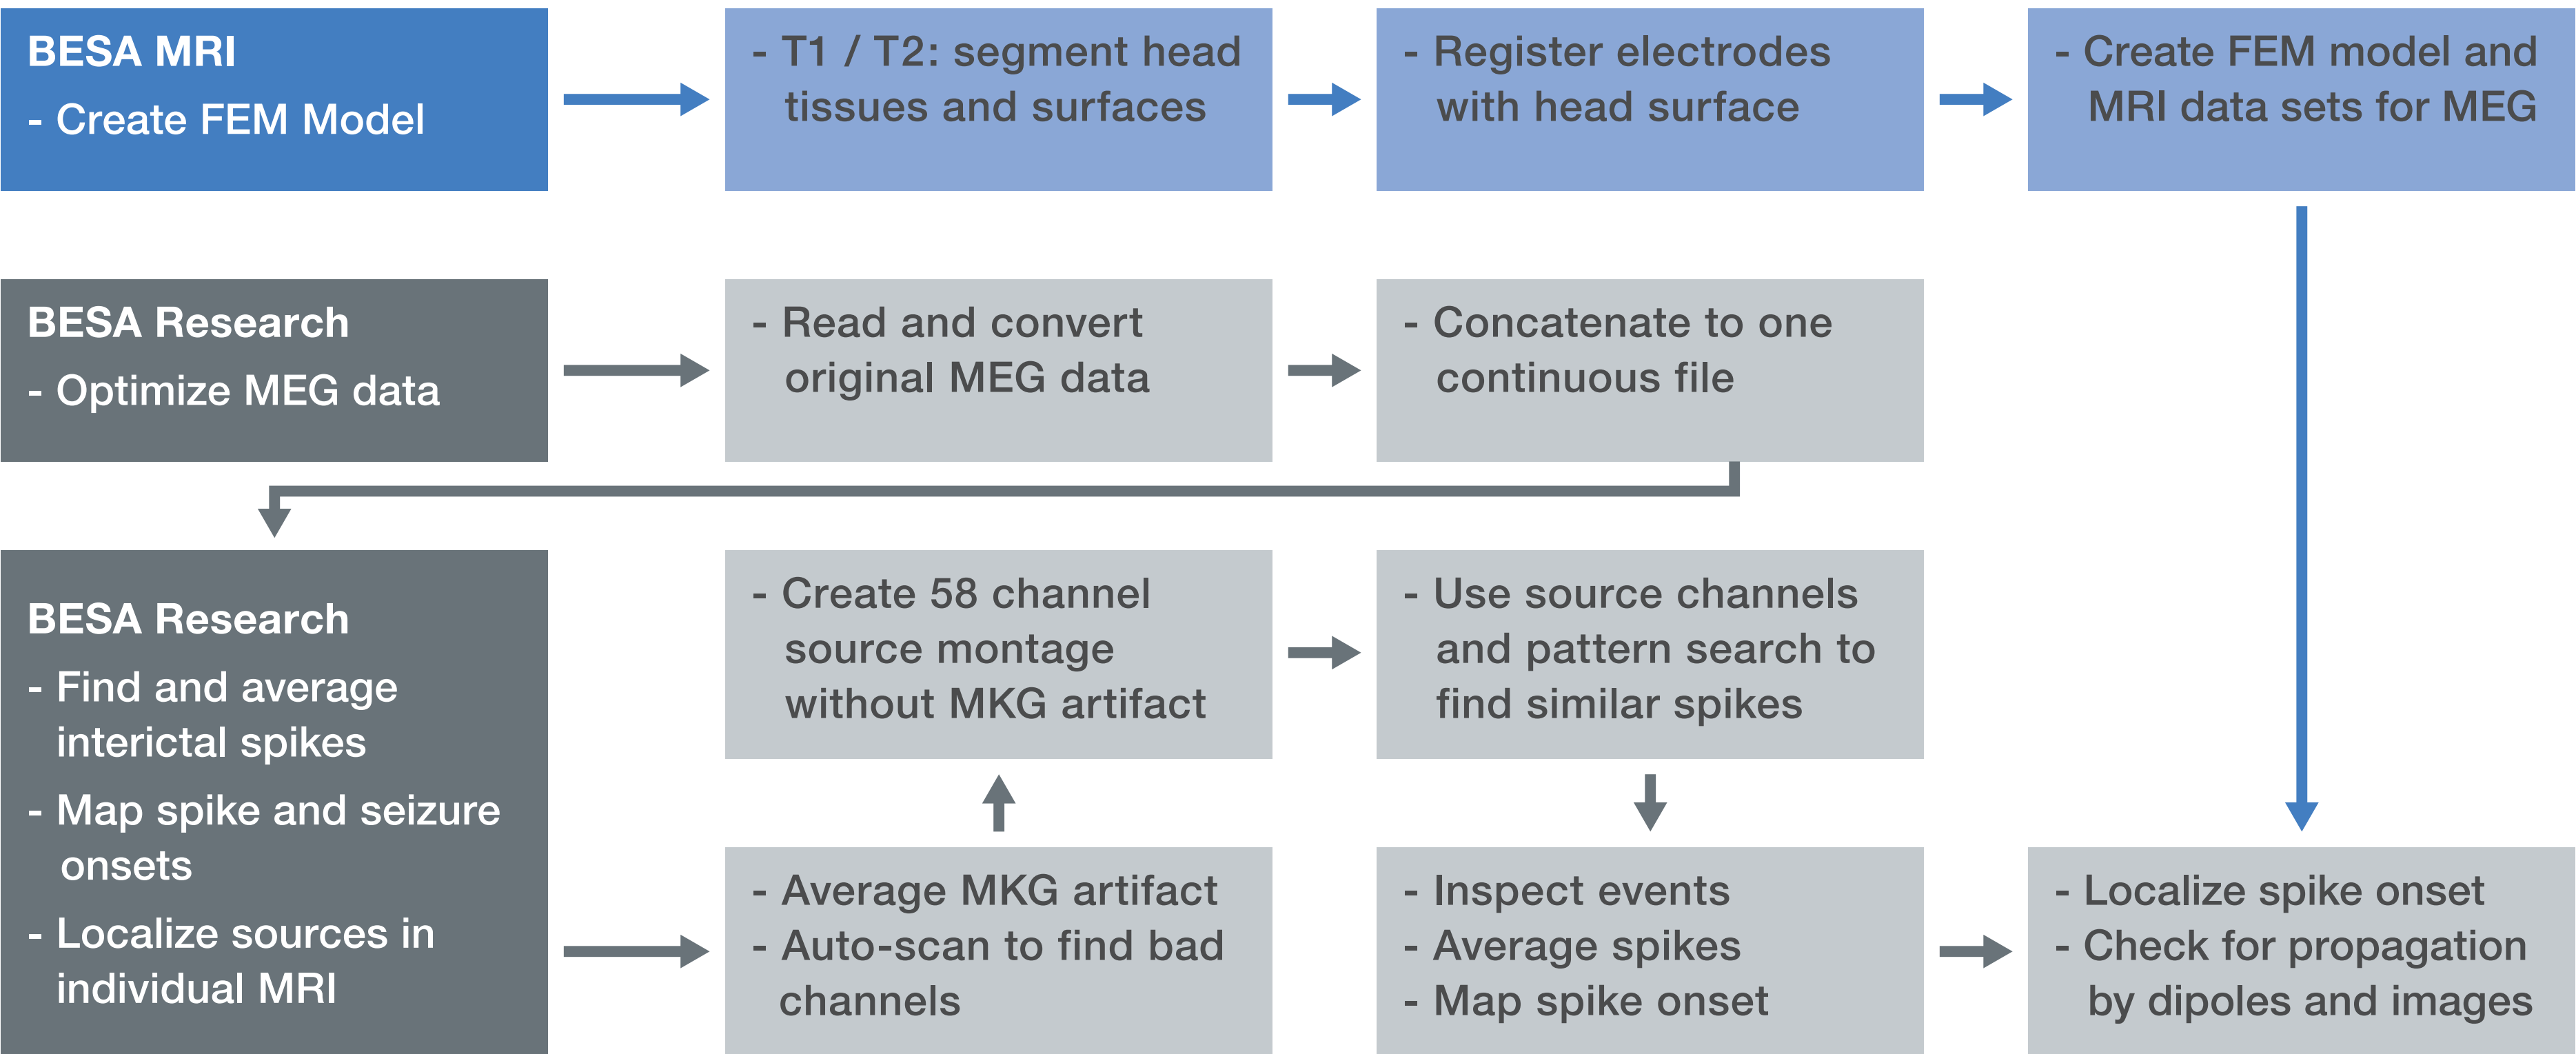 BESA MRI
- Create FEM Model
- T1 / T2: segment head
tissues and surfaces
- Register electrodes
with head surface
- Create FEM model and
MRI data sets for MEG
BESA Research
- Optimize MEG data
- Read and convert
original MEG data
- Concatenate to one
continuous file
BESA Research
- Find and average
interictal spikes
- Map spike and seizure
onsets
- Localize sources in
individual MRI
- Create 58 channel
source montage
without MKG artifact
- Use source channels
and pattern search to
find similar spikes
- Average MKG artifact
- Auto-scan to find bad
channels
- Inspect events
- Average spikes
- Map spike onset
- Localize spike onset
- Check for propagation
by dipoles and images